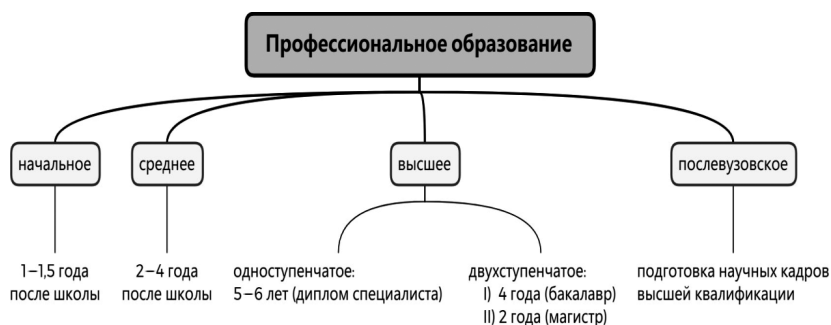 Профессиональное образование
начальное
среднее
высшее
послевузовское
1–1,5 года
после школы
2–4 года
после школы
одноступенчатое:
5–6 лет (диплом специалиста)
двухступенчатое:
I) 4 года (бакалавр)
II) 2 года (магистр)
подготовка научных кадров
высшей квалификации